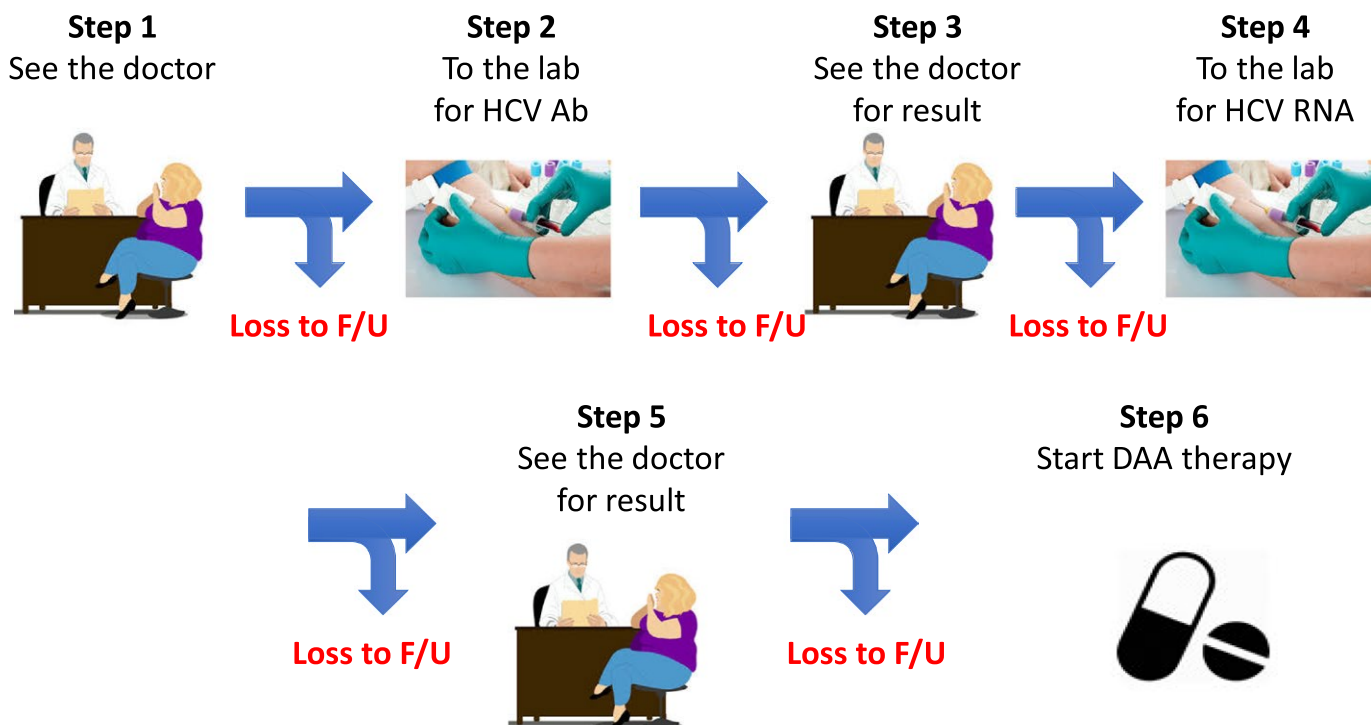 Step 1
See the doctor
Step 2
To the lab
for HCV Ab
Step 3
See the doctor
for result
Step 4
To the lab
for HCV RNA
Loss to F/U
Loss to F/U
Loss to F/U
Step 5
See the doctor
for result
Step 6
Start DAA therapy
Loss to F/U
Loss to F/U